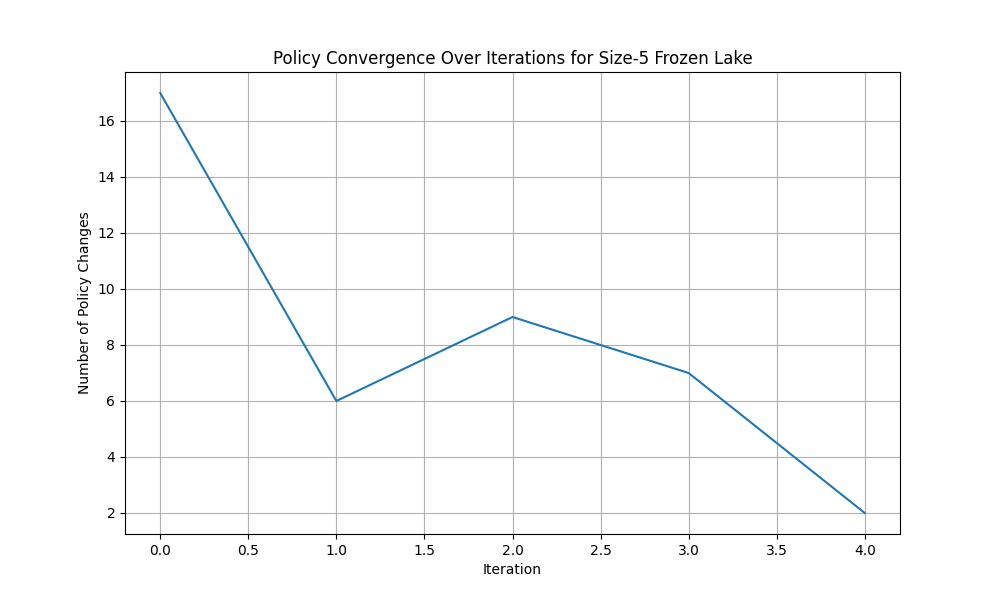 Policy Convergence Over Iterations for Size-5 Frozen Lake
Number of Policy Changes
16
14
12
10
8
6
4
2
0.0 0.5 1.0 1.5 2.0 2.5 3.0 3.5 4.0
Iteration